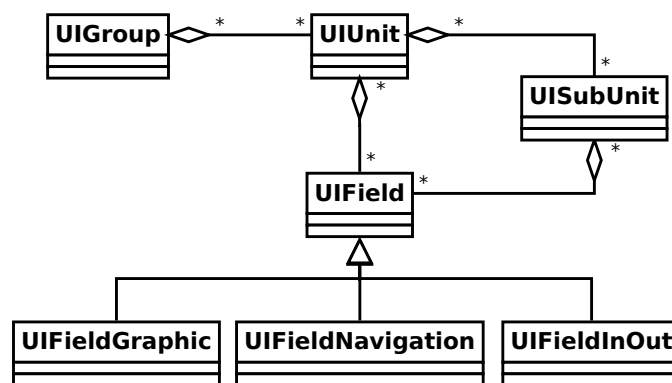 UIGroup
*
*
UIUnit
*
*
*
UISubUnit
*
*
*
UIField
UIFieldGraphic
UIFieldNavigation
UIFieldInOut